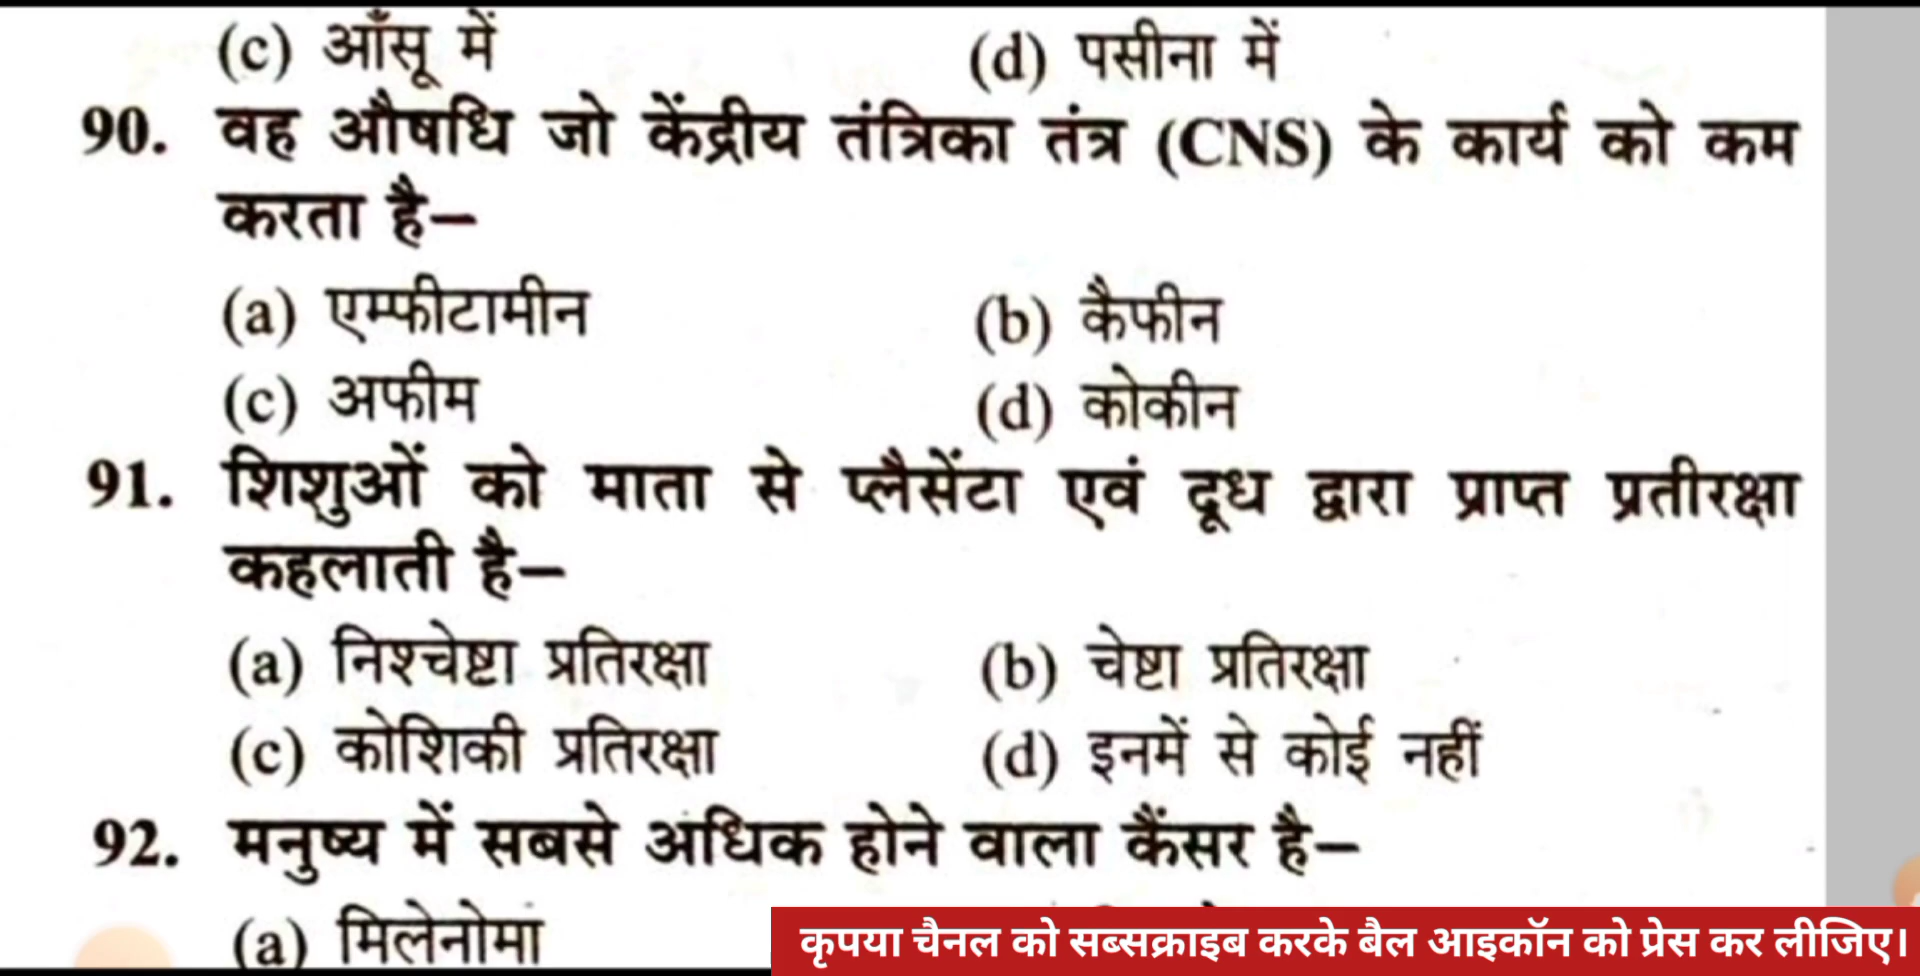 (c) आँसू में (d) पसीना में
90. वह औषधि जो केंद्रीय तंत्रिका तंत्र (CNS) के कार्य को कम
करता है–
(a) एम्फीटामीन (b) कैफीन
(c) अफीम (d) कोकीन
91. शिशुओं को माता से प्लैसेंटा एवं दूध द्वारा प्राप्त प्रतीरक्षा
कहलाती है–
(a) निश्चेष्टा प्रतिरक्षा (b) चेष्टा प्रतिरक्षा
(c) कोशिकी प्रतिरक्षा (d) इनमें से कोई नहीं
92. मनुष्य में सबसे अधिक होने वाला कैंसर है–
(a) मिलेनोमा
कृपया चैनल को सब्सक्राइब करके बैल आइकॉन को प्रेस कर लीजिए।